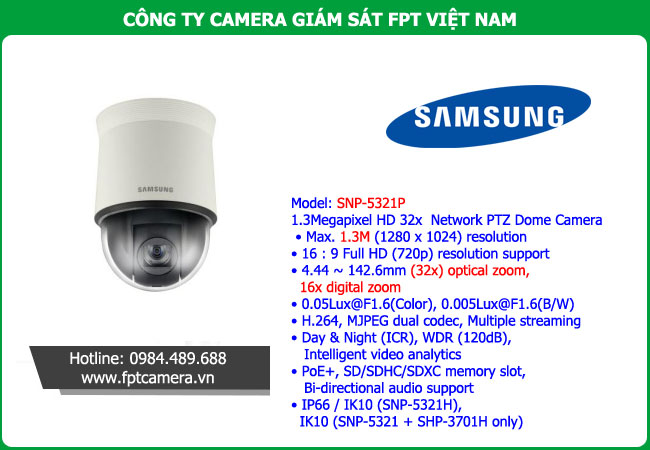 CÔNG TY CAMERA GIÁM SÁT FPT VIỆT NAM
SAMSUNG
SAMSUNG
Model: SNP-5321P
1.3Megapixel HD 32x Network PTZ Dome Camera
• Max. 1.3M (1280 x 1024) resolution
• 16 : 9 Full HD (720p) resolution support
• 4.44 ~ 142.6mm (32x) optical zoom,
16x digital zoom
• 0.05Lux@F1.6(Color), 0.005Lux@F1.6(B/W)
• H.264, MJPEG dual codec, Multiple streaming
• Day & Night (ICR), WDR (120dB),
Intelligent video analytics
• PoE+, SD/SDHC/SDXC memory slot,
Bi-directional audio support
• IP66 / IK10 (SNP-5321H),
IK10 (SNP-5321 + SHP-3701H only)
Hotline: 0984.489.688
www.fptcamera.vn